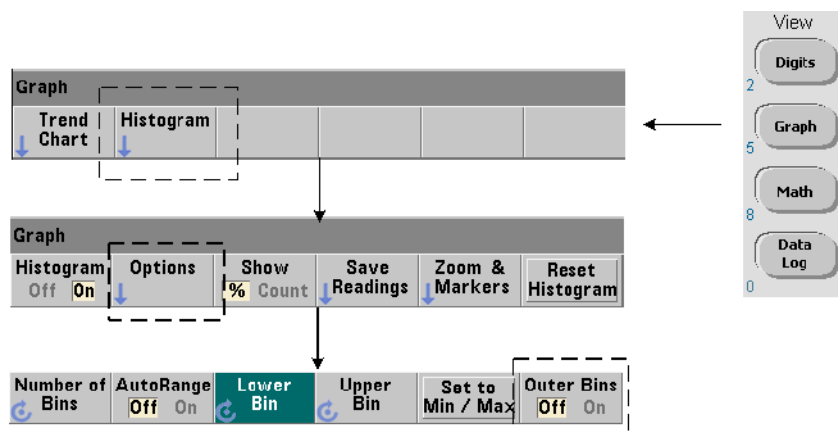 View
Digits
2
Graph
5
Math
8
Data
Log
0
Graph
Trend
Chart
Histogram
Graph
Histogram
Off On
Options
Show
% Count
Save
Readings
Zoom &
Markers
Reset
Histogram
Number of
Bins
AutoRange
Off On
Lower
Bin
Upper
Bin
Set to
Min / Max
Outer Bins
Off On